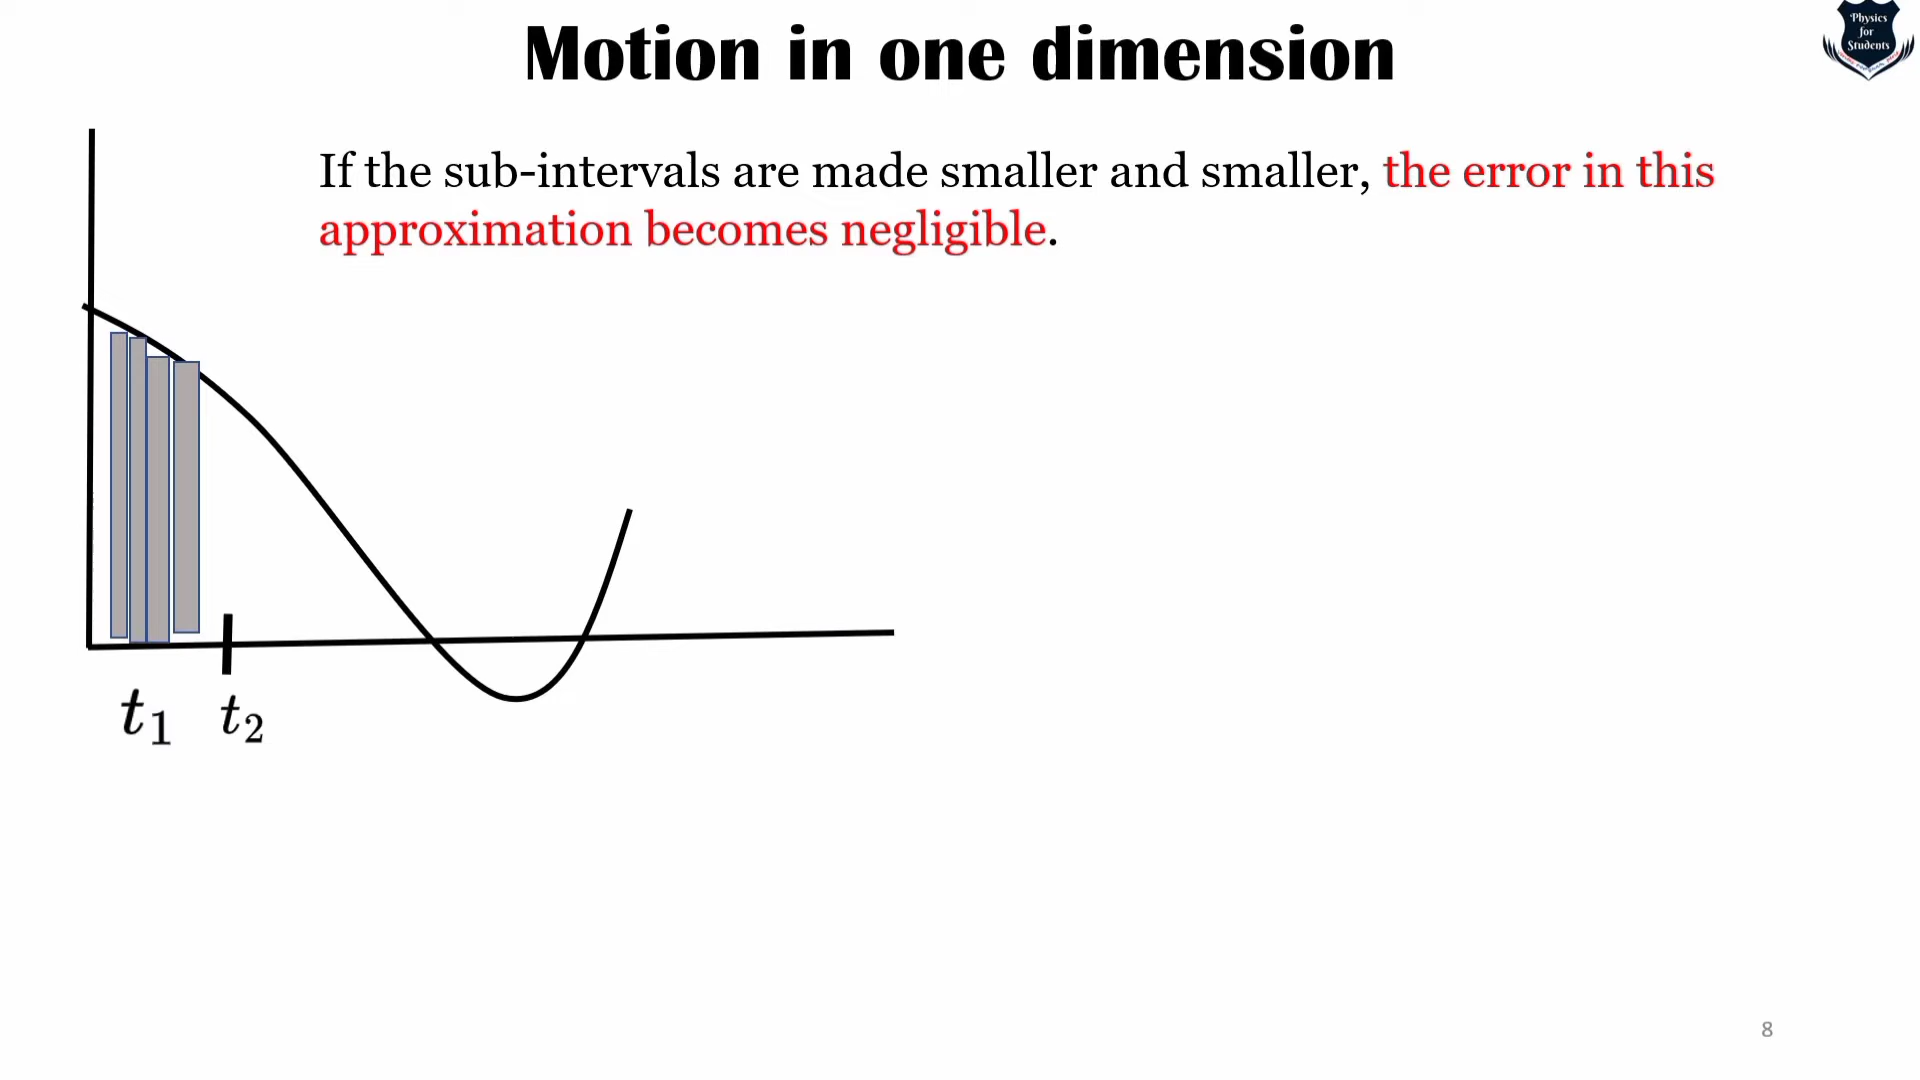 Motion in one dimension
Physics
for
Students
If the sub-intervals are made smaller and smaller, the error in this
approximation becomes negligible.
t₁ t₂
8